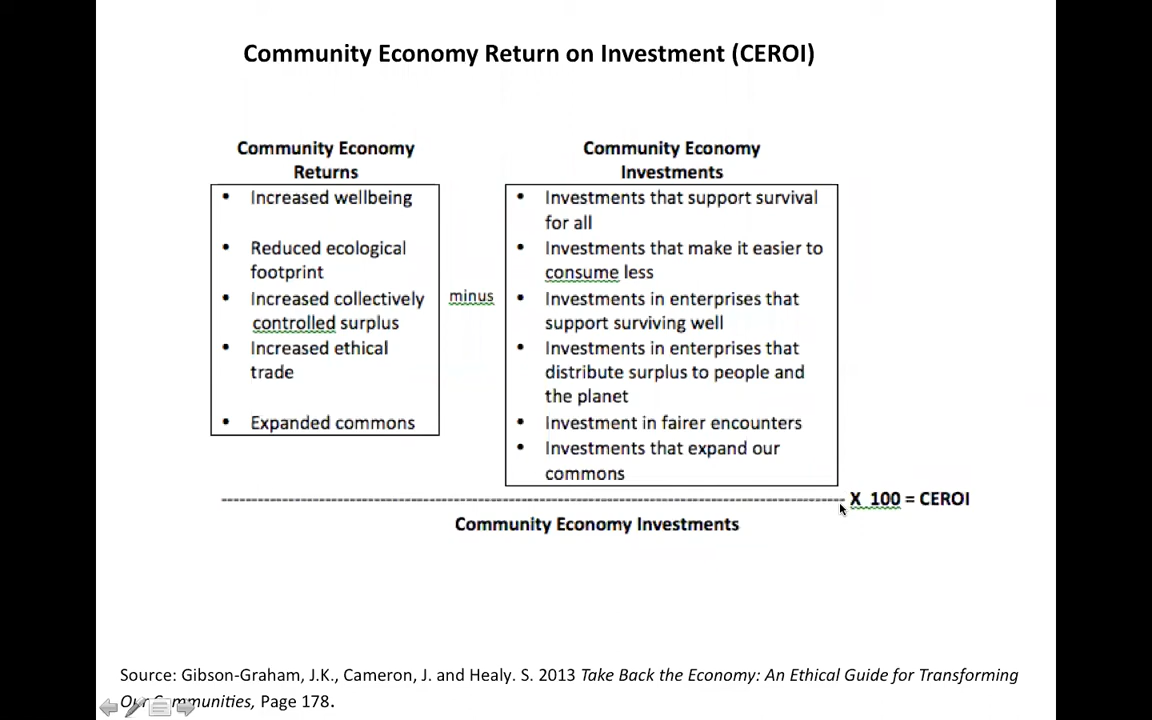 Community Economy Return on Investment (CEROI)
Community Economy
Returns
• Increased wellbeing
• Reduced ecological
footprint
• Increased collectively
controlled surplus
• Increased ethical
trade
• Expanded commons
minus
Community Economy
Investments
• Investments that support survival
for all
• Investments that make it easier to
consume less
• Investments in enterprises that
support surviving well
• Investments in enterprises that
distribute surplus to people and
the planet
• Investment in fairer encounters
• Investments that expand our
commons
X 100 = CEROI
Community Economy Investments
Source: Gibson-Graham, J.K., Cameron, J. and Healy. S. 2013 Take Back the Economy: An Ethical Guide for Transforming
Our Communities, Page 178.